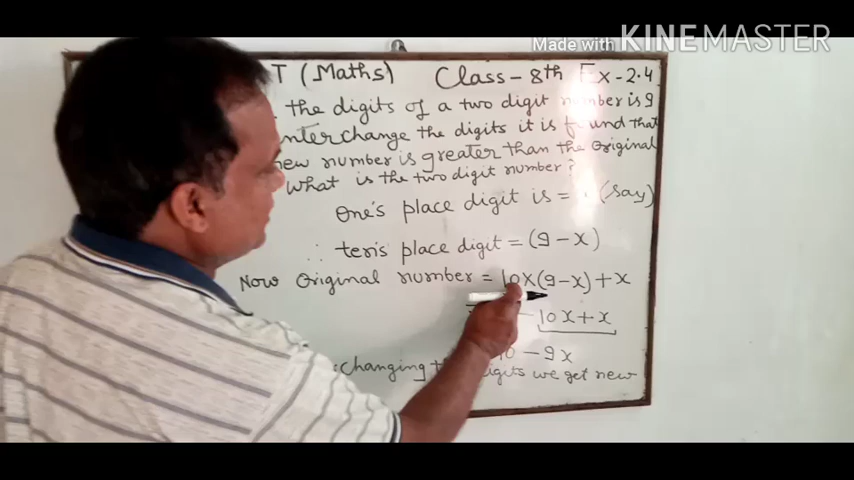 Made with KINEMASTER
T (Maths) Class - 8th Ex - 2.4
the digits of a two digit number is 9
interchange the digits it is found that
new number is greater than the original
what is the two digit number?
one's place digit is = (say)
∴ ten's place digit = (9 - x)
Now Original number = 10 x (9 - x) + x
- 10x + x
- 9x
changing digits we get new